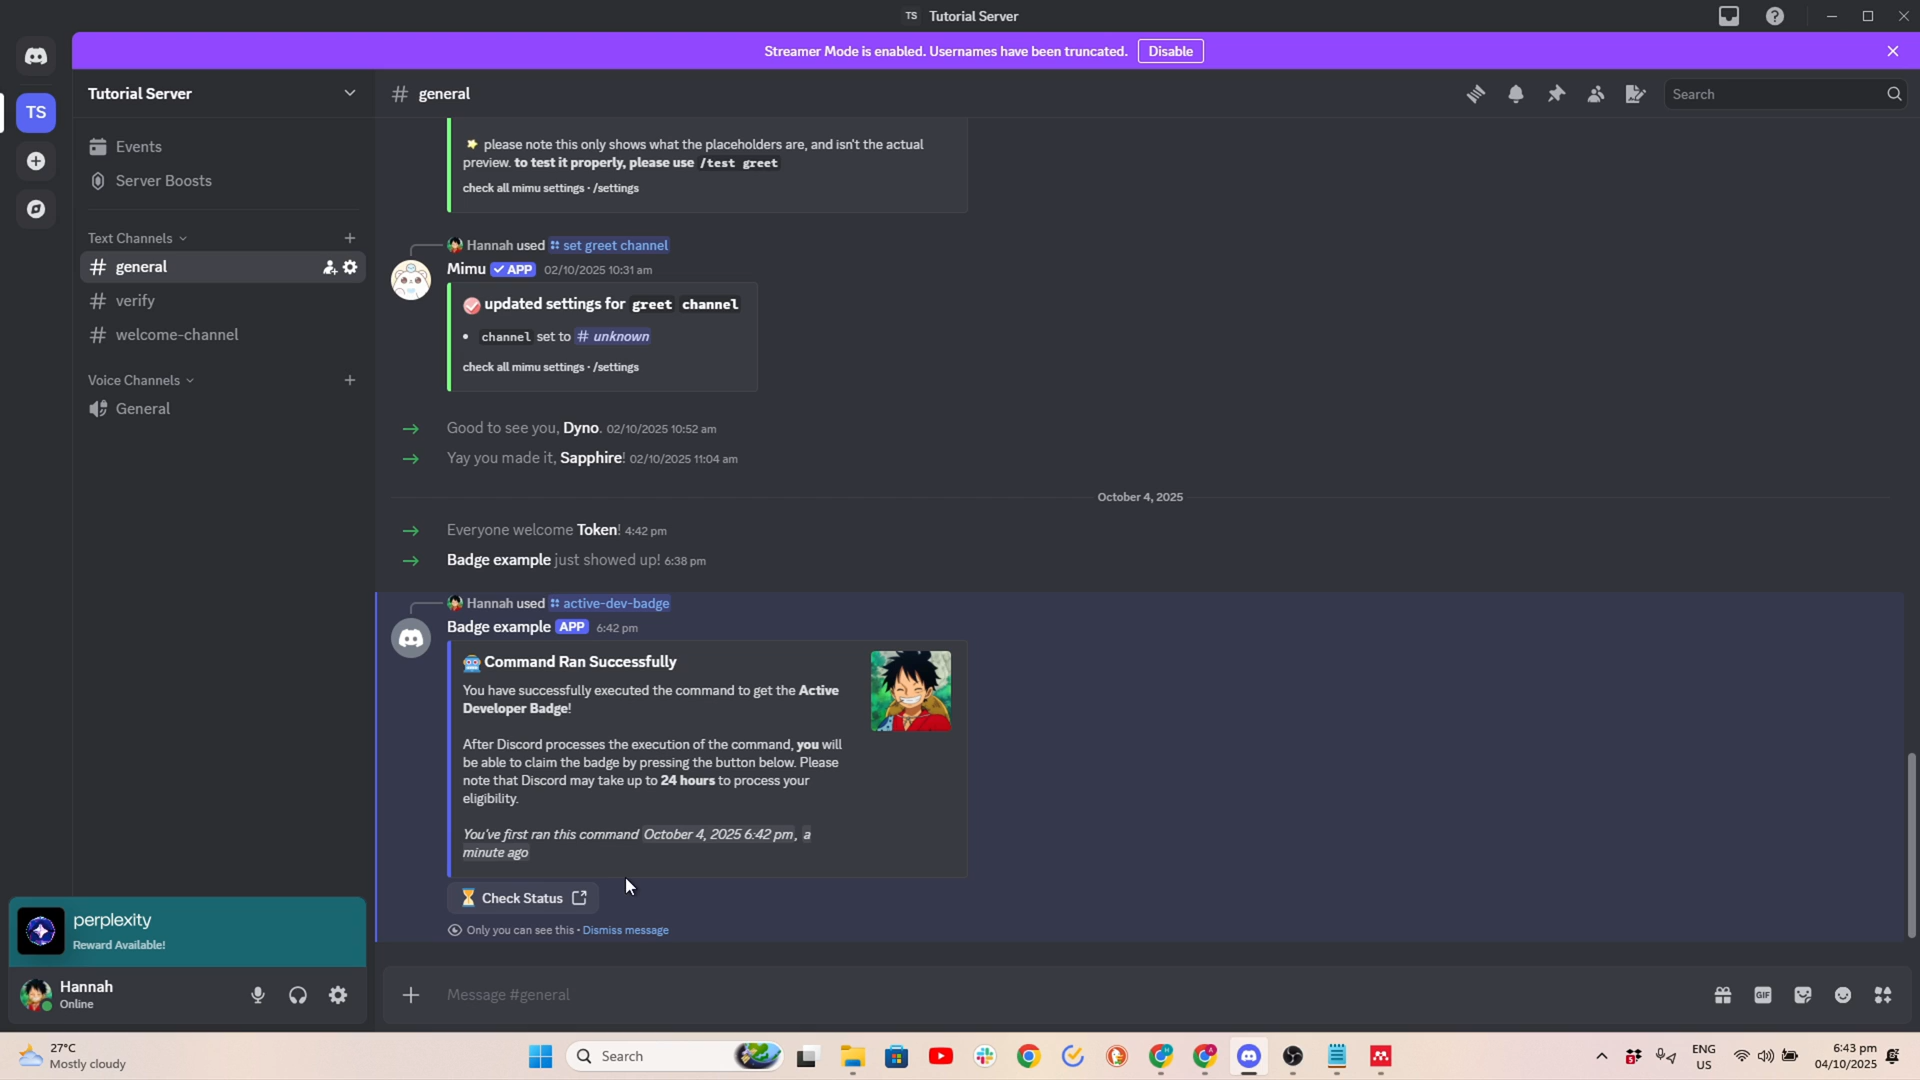 TS Tutorial Server
Streamer Mode is enabled. Usernames have been truncated. Disable
Tutorial Server
# general
Search
TS
Events
Server Boosts
Text Channels
# general
# verify
# welcome-channel
Voice Channels
General
please note this only shows what the placeholders are, and isn't the actual
preview. to test it properly, please use /test greet
check all mimu settings · /settings
Hannah used set greet channel
Mimu APP 02/10/2025 10:31 am
updated settings for greet channel
• channel set to # unknown
check all mimu settings · /settings
Good to see you, Dyno. 02/10/2025 10:52 am
Yay you made it, Sapphire! 02/10/2025 11:04 am
October 4, 2025
Everyone welcome Token! 4:42 pm
Badge example just showed up! 6:38 pm
Hannah used active-dev-badge
Badge example APP 6:42 pm
Command Ran Successfully
You have successfully executed the command to get the Active
Developer Badge!
After Discord processes the execution of the command, you will
be able to claim the badge by pressing the button below. Please
note that Discord may take up to 24 hours to process your
eligibility.
You've first ran this command October 4, 2025 6:42 pm, a
minute ago
Check Status
Only you can see this · Dismiss message
perplexity
Reward Available!
Hannah
Online
Message #general
GIF
27°C
Mostly cloudy
Search
ENG
US
6:43 pm
04/10/2025